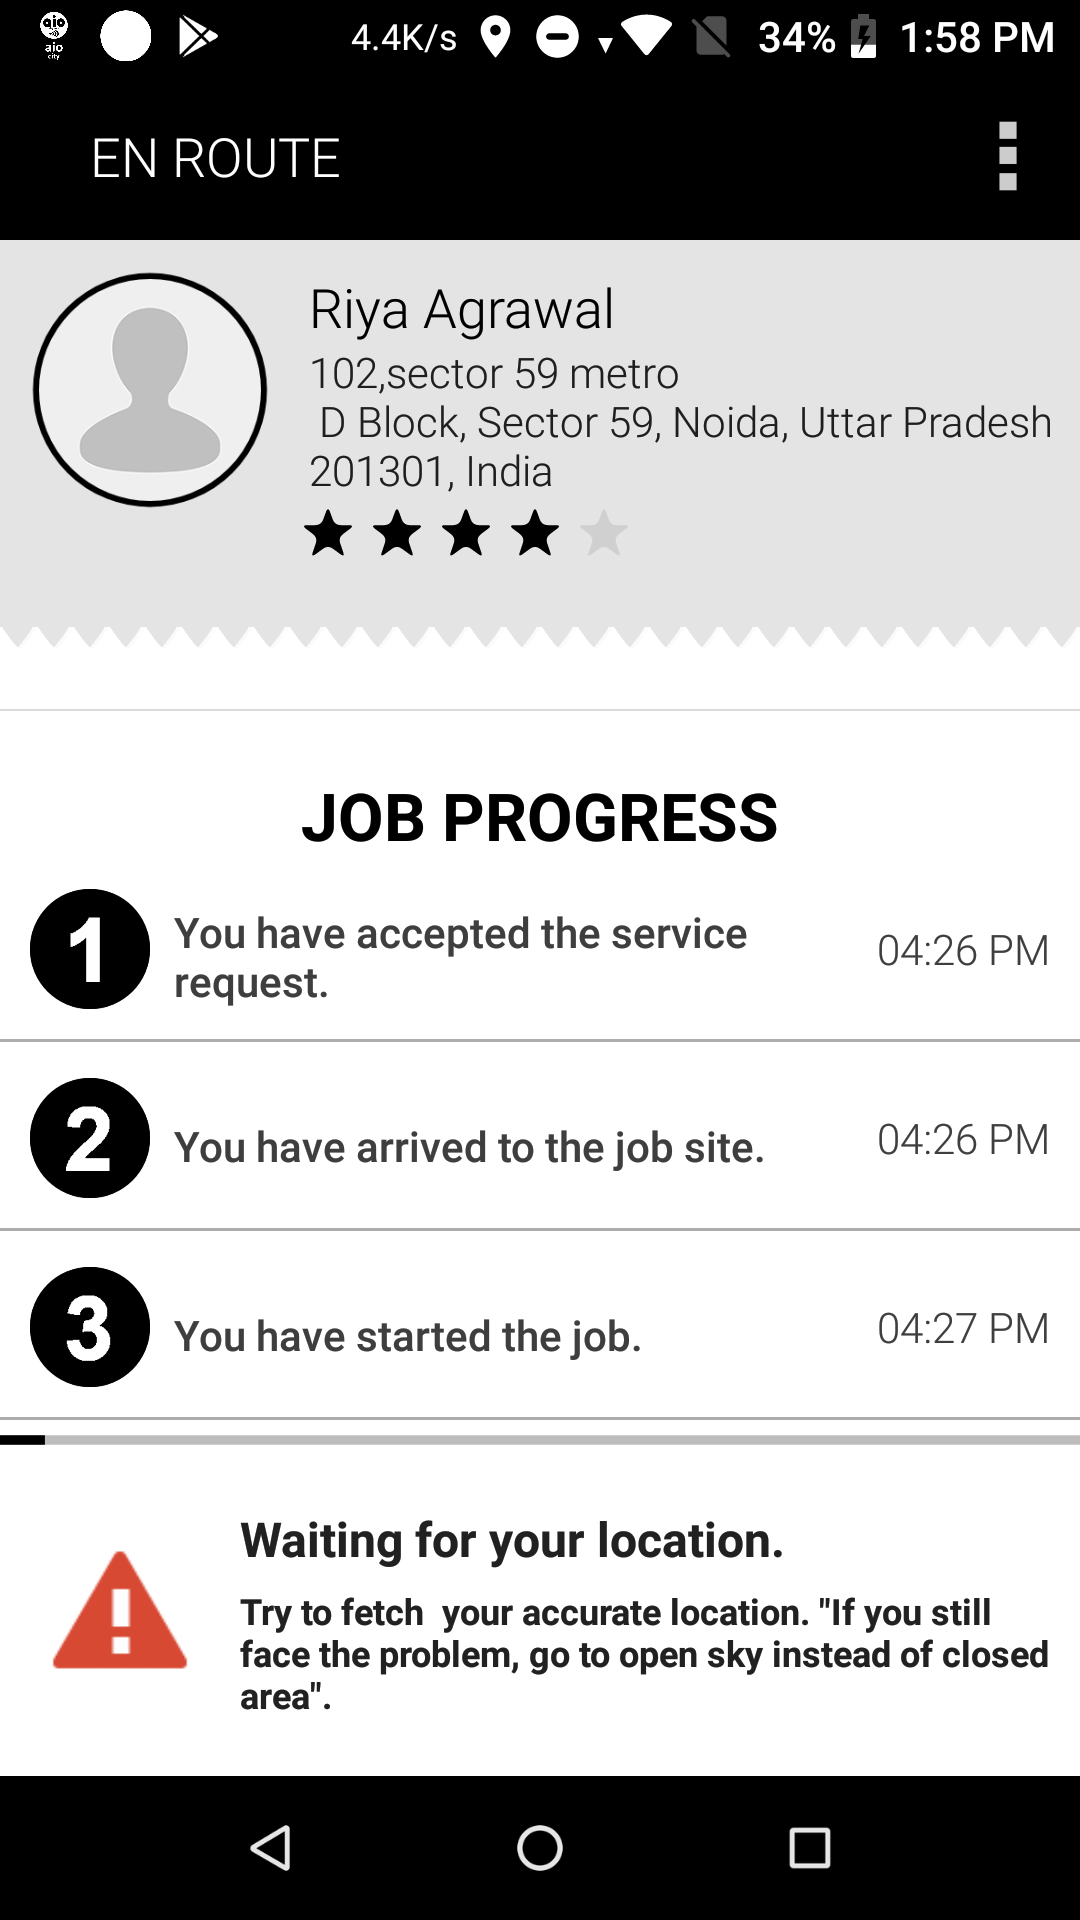 aio
aio
city
4.4K/s
34%
1:58 PM
EN ROUTE
Riya Agrawal
102,sector 59 metro
D Block, Sector 59, Noida, Uttar Pradesh
201301, India
JOB PROGRESS
1
You have accepted the service
request.
04:26 PM
2
You have arrived to the job site.
04:26 PM
3
You have started the job.
04:27 PM
Waiting for your location.
Try to fetch  your accurate location. "If you still
face the problem, go to open sky instead of closed
area".